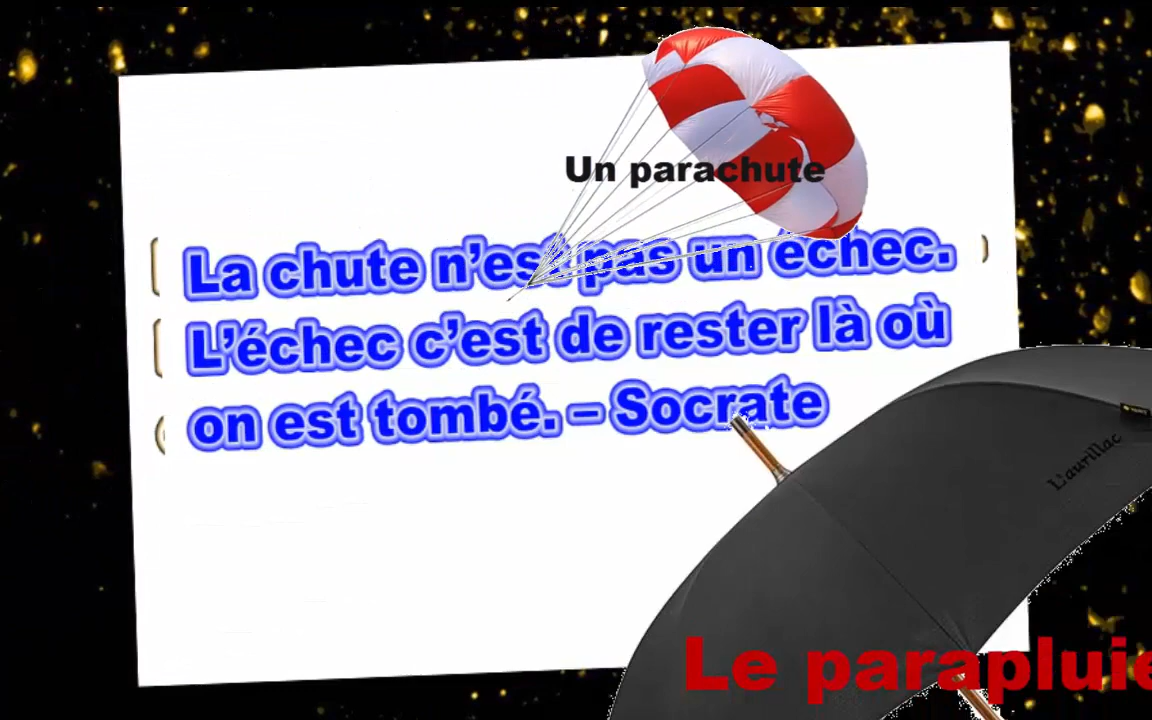 Un parachute
La chute n’est pas un échec.
L’échec c’est de rester là où
on est tombé. – Socrate
L'aurillac
Le parapluie